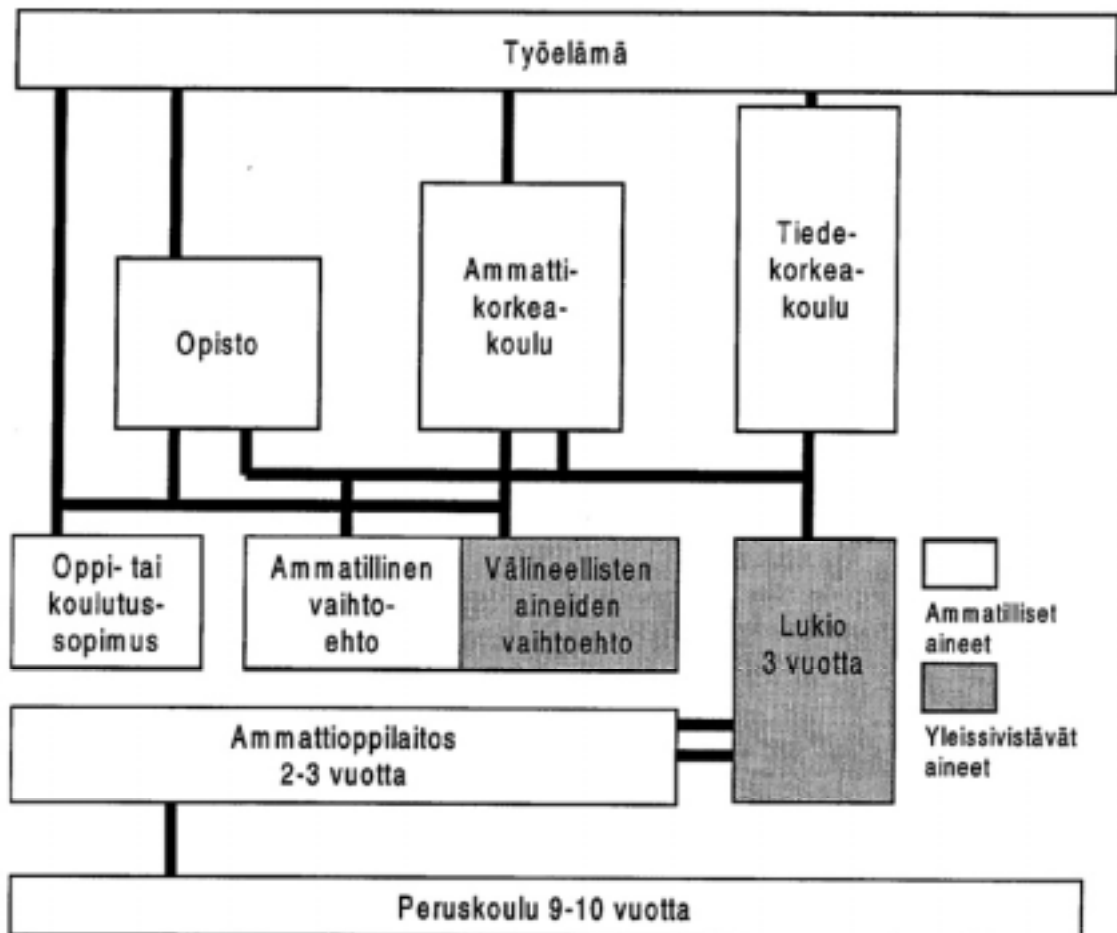 Työelämä
Opisto
Ammatti-
korkea-
koulu
Tiede-
korkea-
koulu
Oppi- tai
koulutus-
sopimus
Ammatillinen
vaihto-
ehto
Välineellisten
aineiden
vaihtoehto
Lukio
3 vuotta
Ammatilliset
aineet
Yleissivistävät
aineet
Ammattioppilaitos
2-3 vuotta
Peruskoulu 9-10 vuotta